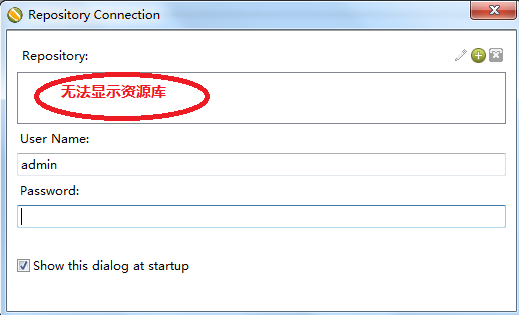 Repository Connection
Repository:
无法显示资源库
User Name:
admin
Password:
Show this dialog at startup